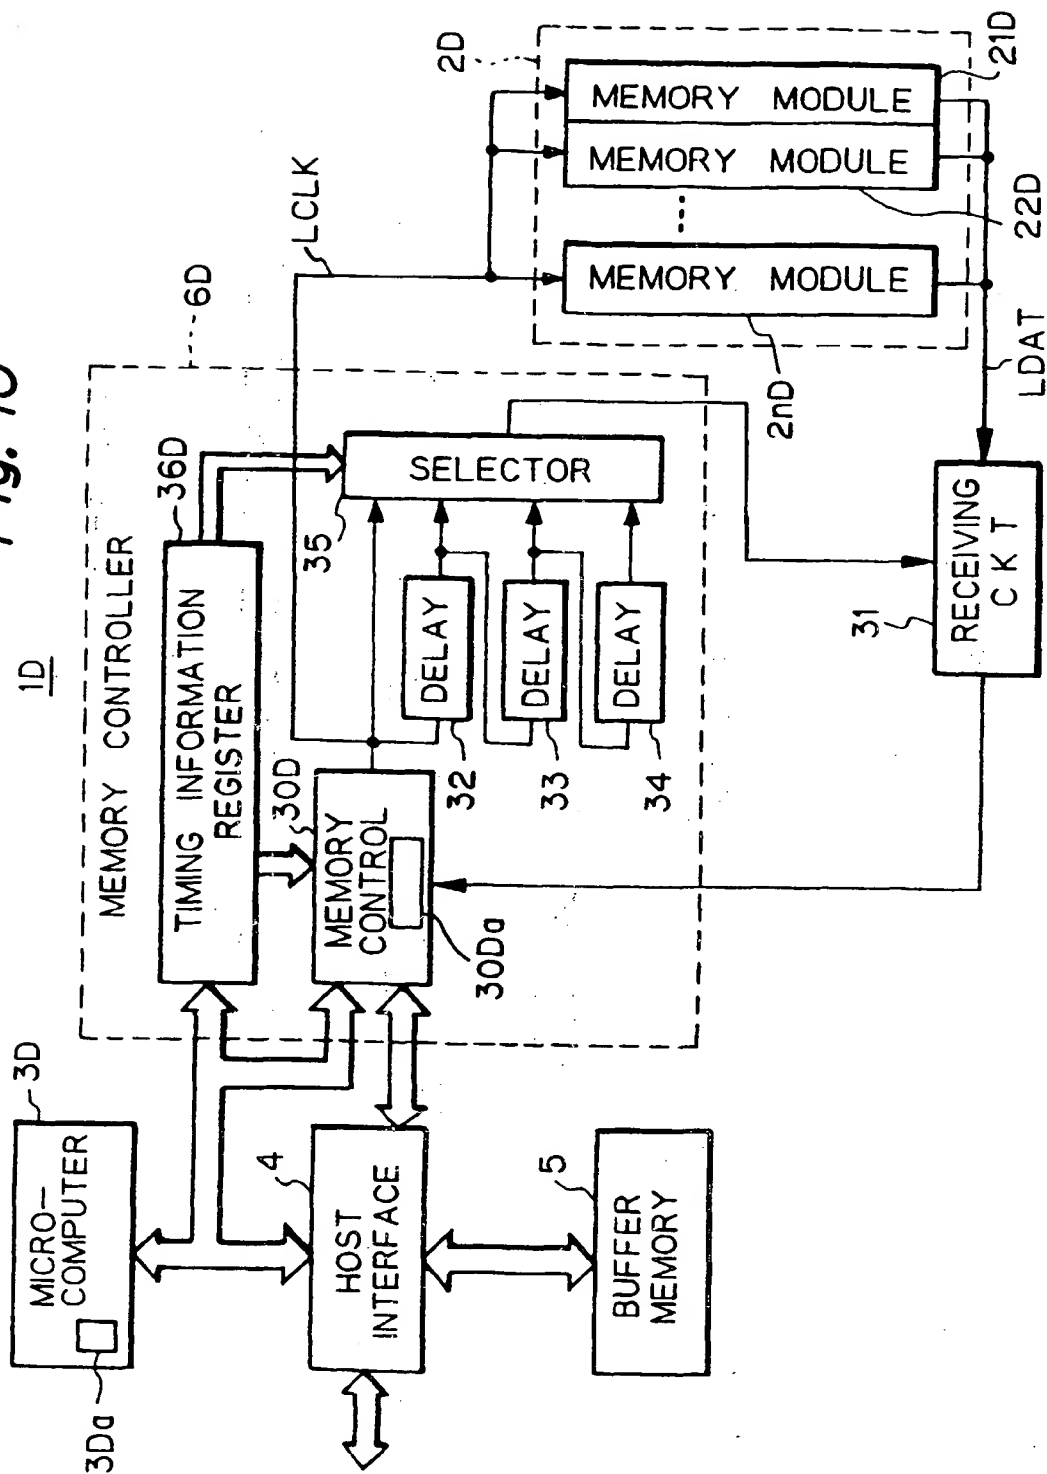 Fig. 10
1D
MEMORY CONTROLLER
6D
TIMING INFORMATION
REGISTER
36D
LCLK
MICRO-
COMPUTER
3D
3Da
MEMORY
CONTROL
30D
30Da
SELECTOR
35
DELAY
32
DELAY
33
DELAY
34
HOST
INTERFACE
4
BUFFER
MEMORY
5
2D
MEMORY MODULE
21D
MEMORY MODULE
22D
MEMORY MODULE
2nD
LDAT
RECEIVING
CKT
31